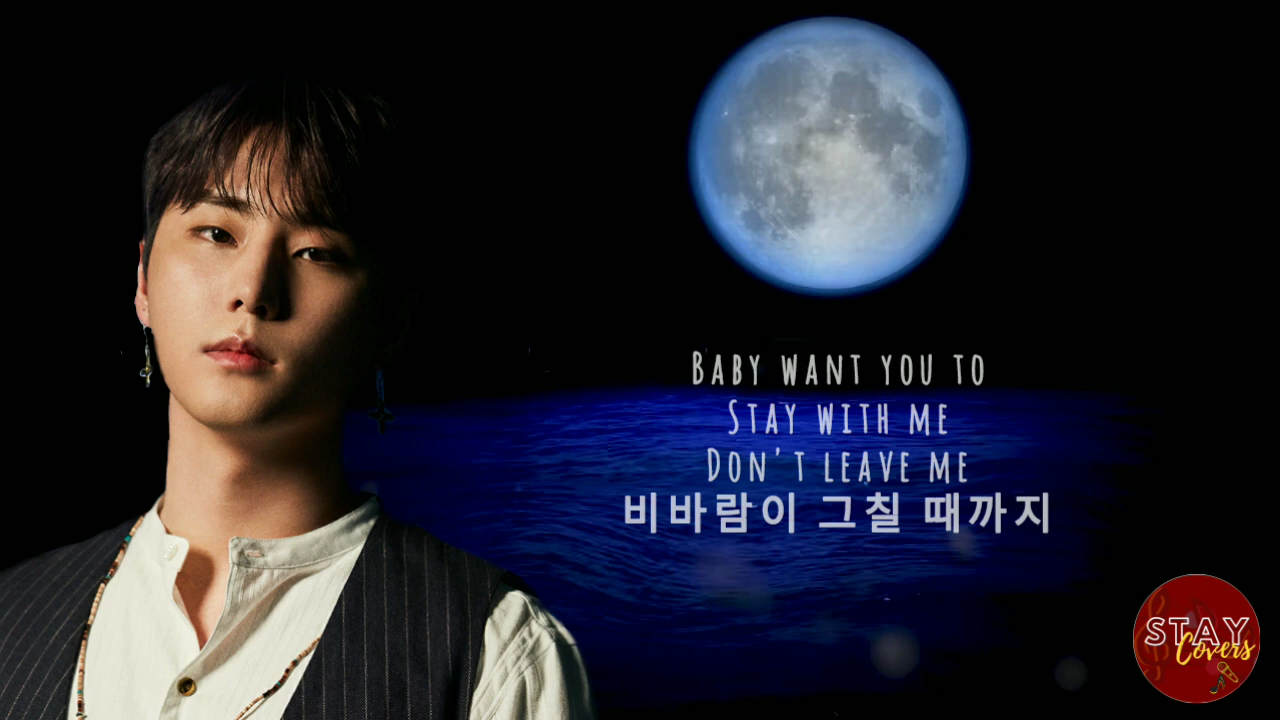 BABY WANT YOU TO
STAY WITH ME
DON'T LEAVE ME
비바람이 그칠 때까지
STAY
Covers